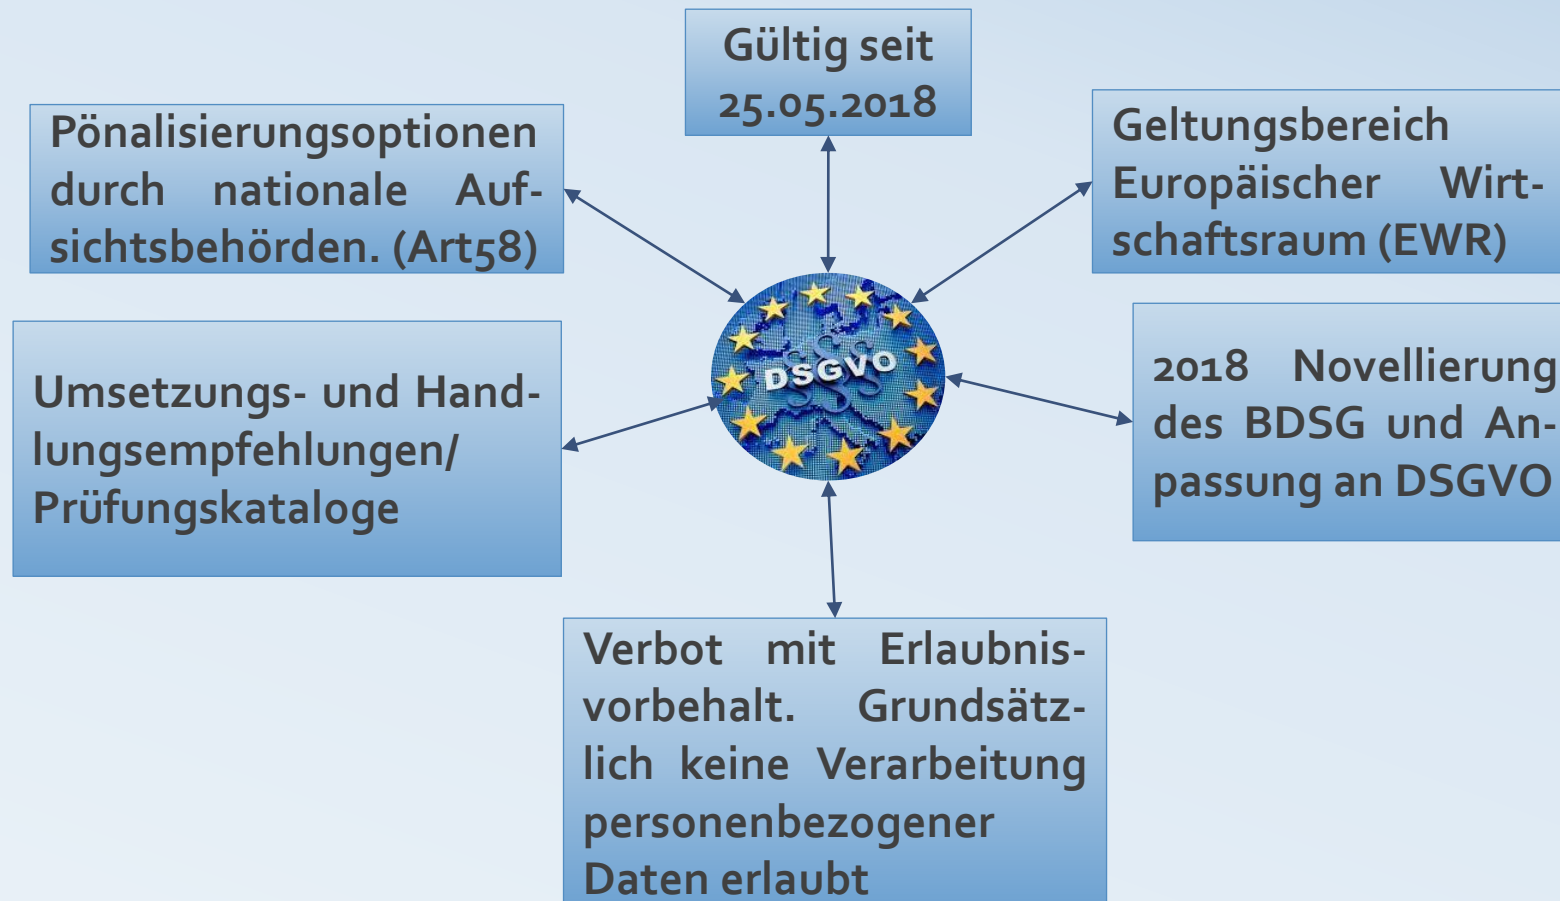 Gültig seit
25.05.2018
Pönalisierungsoptionen
durch nationale Auf-
sichtsbehörden. (Art58)
Geltungsbereich
Europäischer Wirt-
schaftsraum (EWR)
Umsetzungs- und Hand-
lungsempfehlungen/
Prüfungskataloge
§§§
DSGVO
2018 Novellierung
des BDSG und An-
passung an DSGVO
Verbot mit Erlaubnis-
vorbehalt. Grundsätz-
lich keine Verarbeitung
personenbezogener
Daten erlaubt